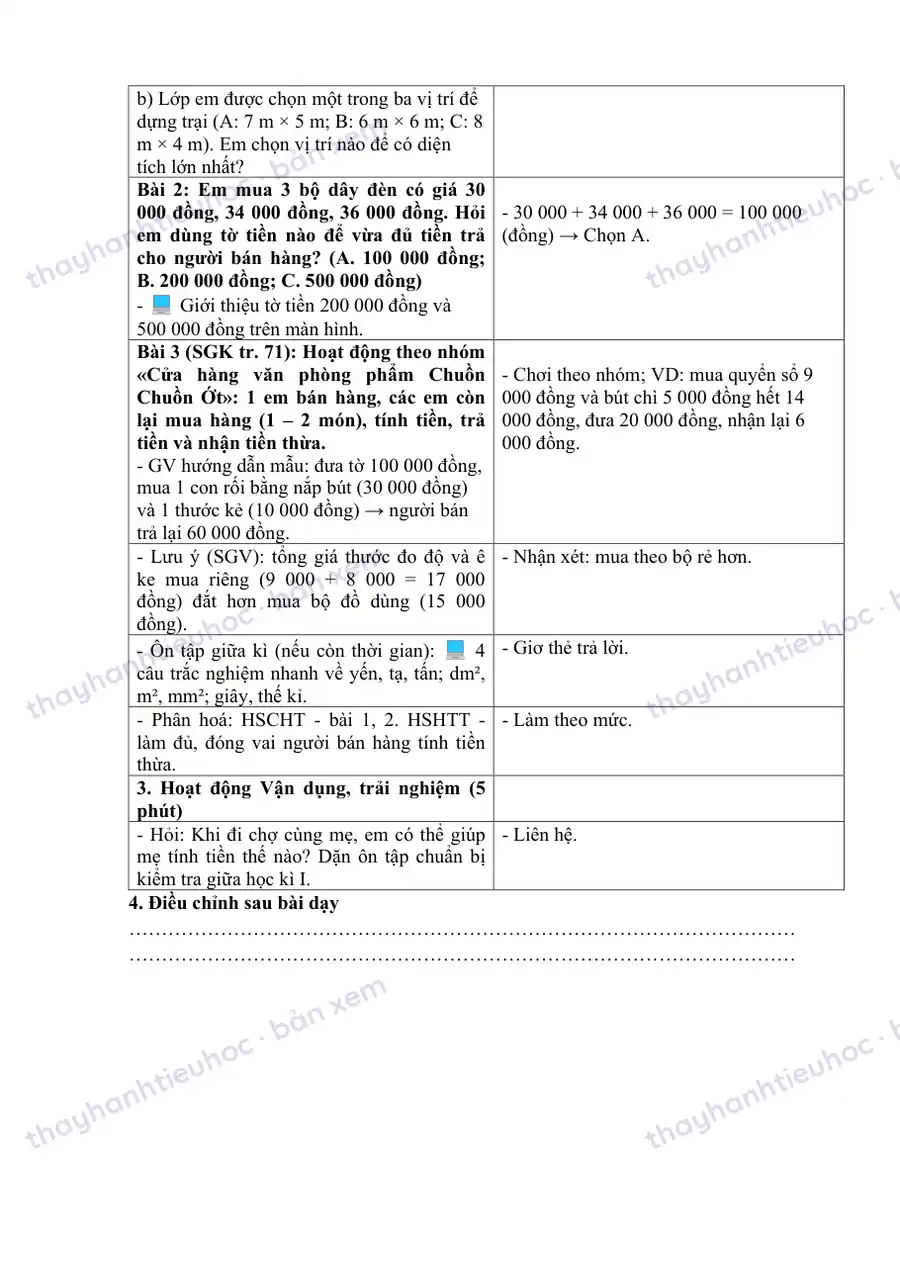 b) Lớp em được chọn một trong ba vị trí để
dựng trại (A: 7 m × 5 m; B: 6 m × 6 m; C: 8
m × 4 m). Em chọn vị trí nào để có diện
tích lớn nhất?
Bài 2: Em mua 3 bộ dây đèn có giá 30
000 đồng, 34 000 đồng, 36 000 đồng. Hỏi
em dùng tờ tiền nào để vừa đủ tiền trả
cho người bán hàng? (A. 100 000 đồng;
B. 200 000 đồng; C. 500 000 đồng)
- Giới thiệu tờ tiền 200 000 đồng và
500 000 đồng trên màn hình.
- 30 000 + 34 000 + 36 000 = 100 000
(đồng) → Chọn A.
Bài 3 (SGK tr. 71): Hoạt động theo nhóm
«Cửa hàng văn phòng phẩm Chuồn
Chuồn Ớt»: 1 em bán hàng, các em còn
lại mua hàng (1 – 2 món), tính tiền, trả
tiền và nhận tiền thừa.
- GV hướng dẫn mẫu: đưa tờ 100 000 đồng,
mua 1 con rối bằng nắp bút (30 000 đồng)
và 1 thước kẻ (10 000 đồng) → người bán
trả lại 60 000 đồng.
- Chơi theo nhóm; VD: mua quyển sổ 9
000 đồng và bút chì 5 000 đồng hết 14
000 đồng, đưa 20 000 đồng, nhận lại 6
000 đồng.
- Lưu ý (SGV): tổng giá thước đo độ và ê
ke mua riêng (9 000 + 8 000 = 17 000
đồng) đắt hơn mua bộ đồ dùng (15 000
đồng).
- Nhận xét: mua theo bộ rẻ hơn.
- Ôn tập giữa kì (nếu còn thời gian): 4
câu trắc nghiệm nhanh về yến, tạ, tấn; dm²,
m², mm²; giây, thế kỉ.
- Giơ thẻ trả lời.
- Phân hoá: HSCHT - bài 1, 2. HSHTT -
làm đủ, đóng vai người bán hàng tính tiền
thừa.
- Làm theo mức.
3. Hoạt động Vận dụng, trải nghiệm (5
phút)
- Hỏi: Khi đi chợ cùng mẹ, em có thể giúp
mẹ tính tiền thế nào? Dặn ôn tập chuẩn bị
kiểm tra giữa học kì I.
- Liên hệ.
4. Điều chỉnh sau bài dạy
……………………………………………………………………………………………
……………………………………………………………………………………………
thayhanhtieuhoc · bản xem
thayhanhtieuhoc · b
thayhanhtieuhoc · bản xem
thayhanhtieuhoc · b
thayhanhtieuhoc · bản xem
thayhanhtieuhoc · b